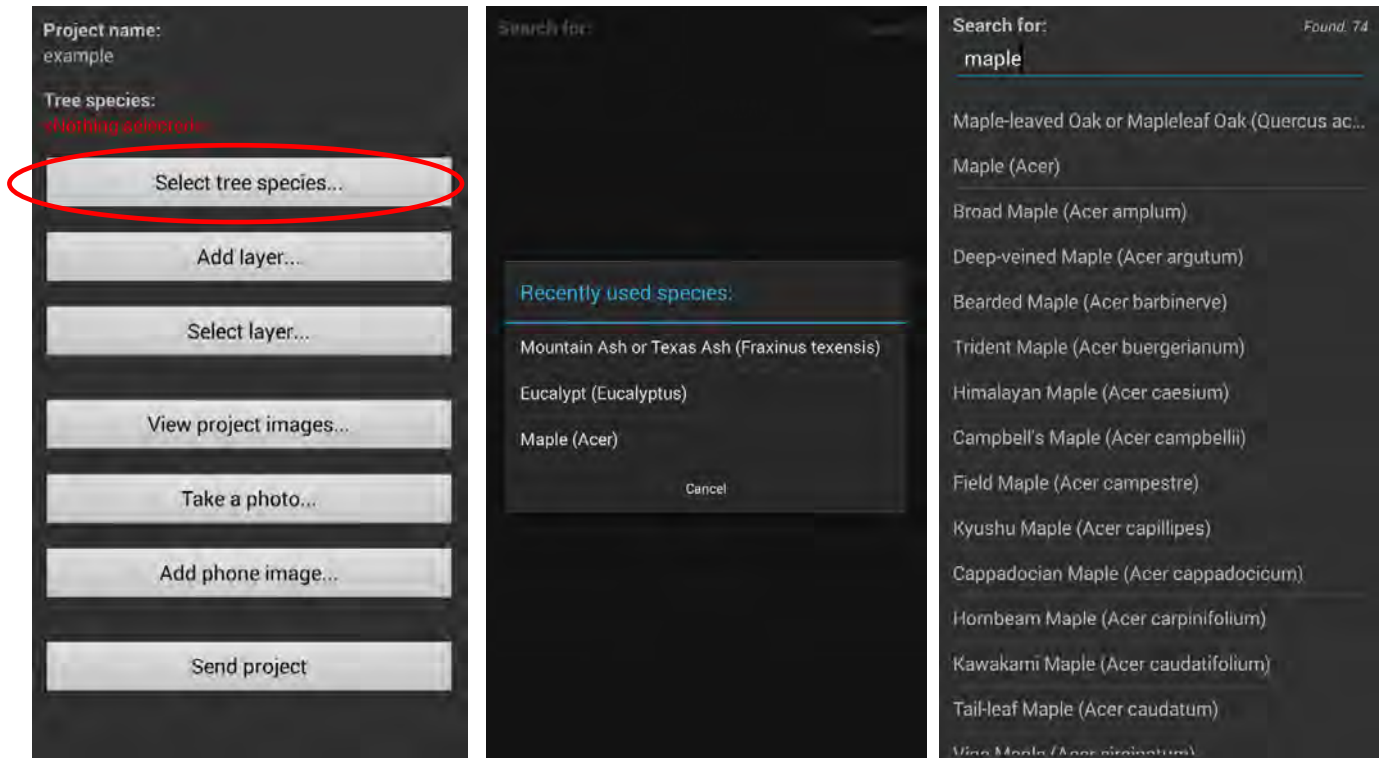 Project name:
example
Tree species:
Select tree species...
Add layer...
Select layer...
View project images...
Take a photo...
Add phone image...
Send project
Search for:
Recently used species:
Mountain Ash or Texas Ash (Fraxinus texensis)
Eucalypt (Eucalyptus)
Maple (Acer)
Cancel
Search for:
Found: 74
maple
Maple-leaved Oak or Mapleleaf Oak (Quercus ac...
Maple (Acer)
Broad Maple (Acer amplum)
Deep-veined Maple (Acer argutum)
Bearded Maple (Acer barbinerve)
Trident Maple (Acer buergerianum)
Himalayan Maple (Acer caesium)
Campbell's Maple (Acer campbellii)
Field Maple (Acer campestre)
Kyushu Maple (Acer capillipes)
Cappadocian Maple (Acer cappadocicum)
Hornbeam Maple (Acer carpinifolium)
Kawakami Maple (Acer caudatifolium)
Tail-leaf Maple (Acer caudatum)